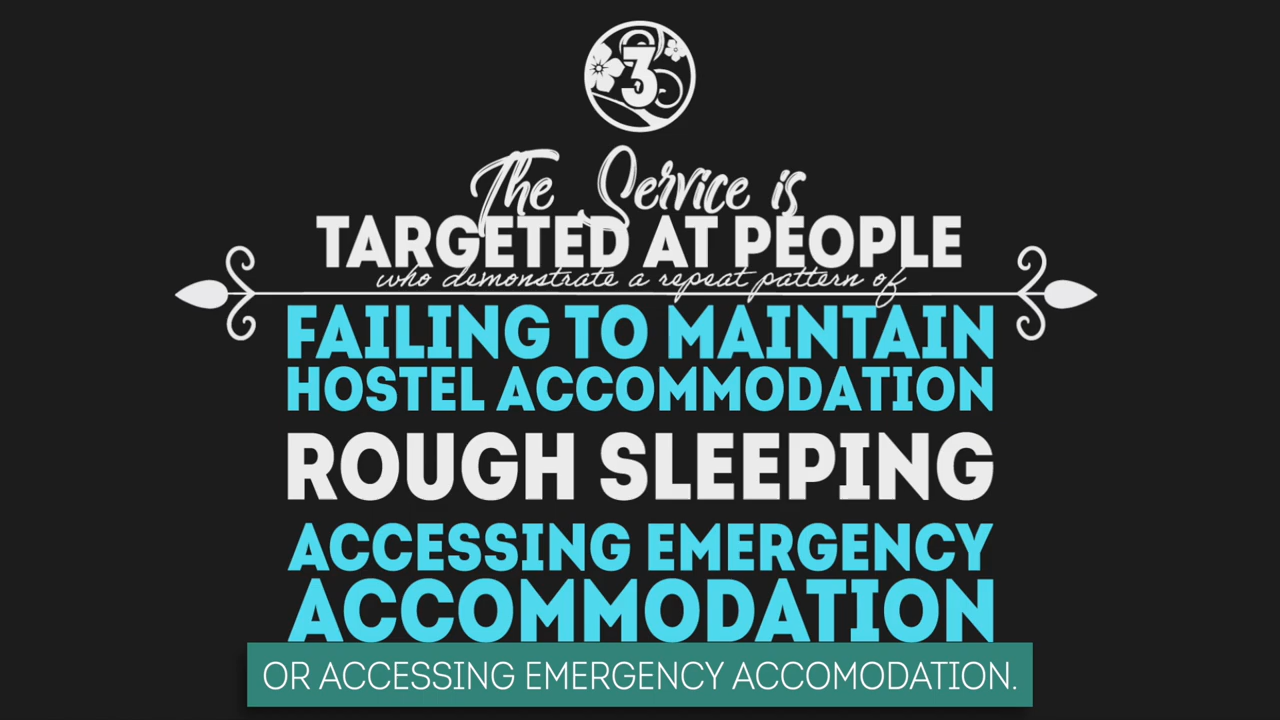 3
The Service is
TARGETED AT PEOPLE
who demonstrate a repeat pattern of
FAILING TO MAINTAIN
HOSTEL ACCOMMODATION
ROUGH SLEEPING
ACCESSING EMERGENCY
ACCOMMODATION
OR ACCESSING EMERGENCY ACCOMODATION.